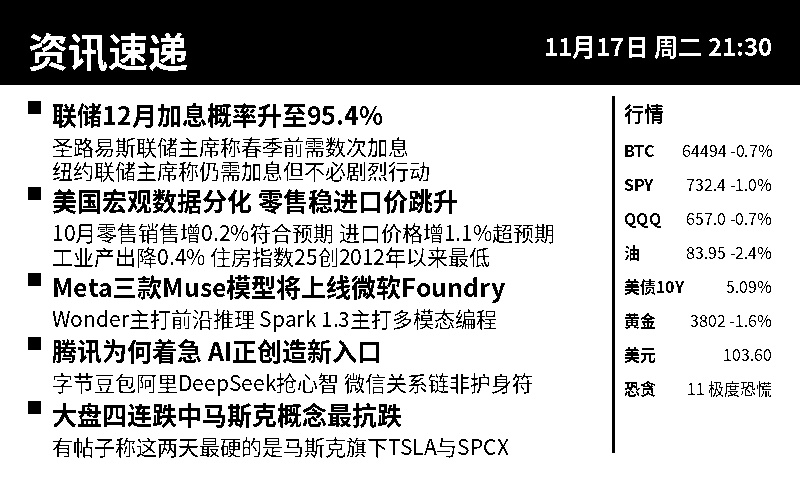 资讯速递
11月17日 周二 21:30
联储12月加息概率升至95.4%
圣路易斯联储主席称春季前需数次加息
纽约联储主席称仍需加息但不必剧烈行动
美国宏观数据分化 零售稳进口价跳升
10月零售销售增0.2%符合预期 进口价格增1.1%超预期
工业产出降0.4% 住房指数25创2012年以来最低
Meta三款Muse模型将上线微软Foundry
Wonder主打前沿推理 Spark 1.3主打多模态编程
腾讯为何着急 AI正创造新入口
字节豆包阿里DeepSeek抢心智 微信关系链非护身符
大盘四连跌中马斯克概念最抗跌
有帖子称这两天最硬的是马斯克旗下TSLA与SPCX
行情
BTC 64494 -0.7%
SPY 732.4 -1.0%
QQQ 657.0 -0.7%
油 83.95 -2.4%
美债10Y 5.09%
黄金 3802 -1.6%
美元 103.60
恐贪 11 极度恐慌